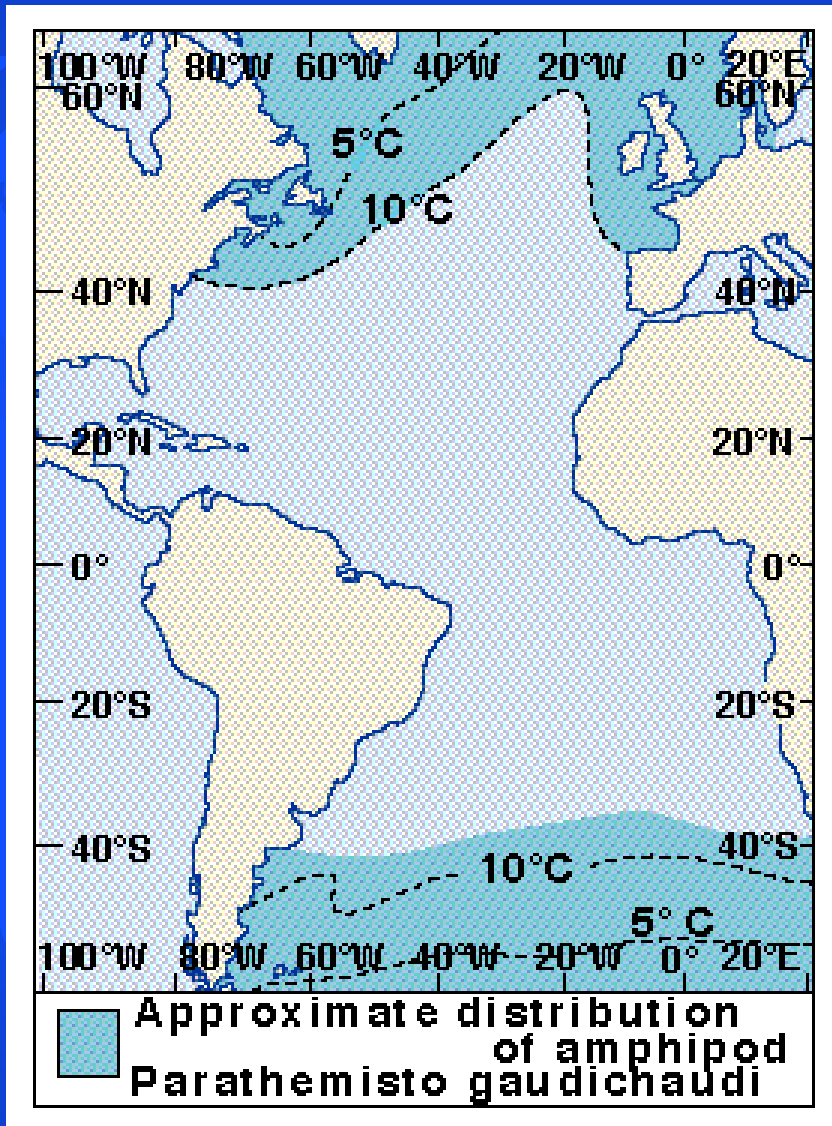 100°W 80°W 60°W 40°W 20°W 0° 20°E
60°N 60°N
5°C
10°C
40°N 40°N
20°N 20°N
0° 0°
20°S 20°S
40°S 40°S
10°C
5° C
100°W 80°W 60°W 40°W 20°W 0° 20°E
Approximate distribution
of amphipod
Parathemisto gaudichaudi